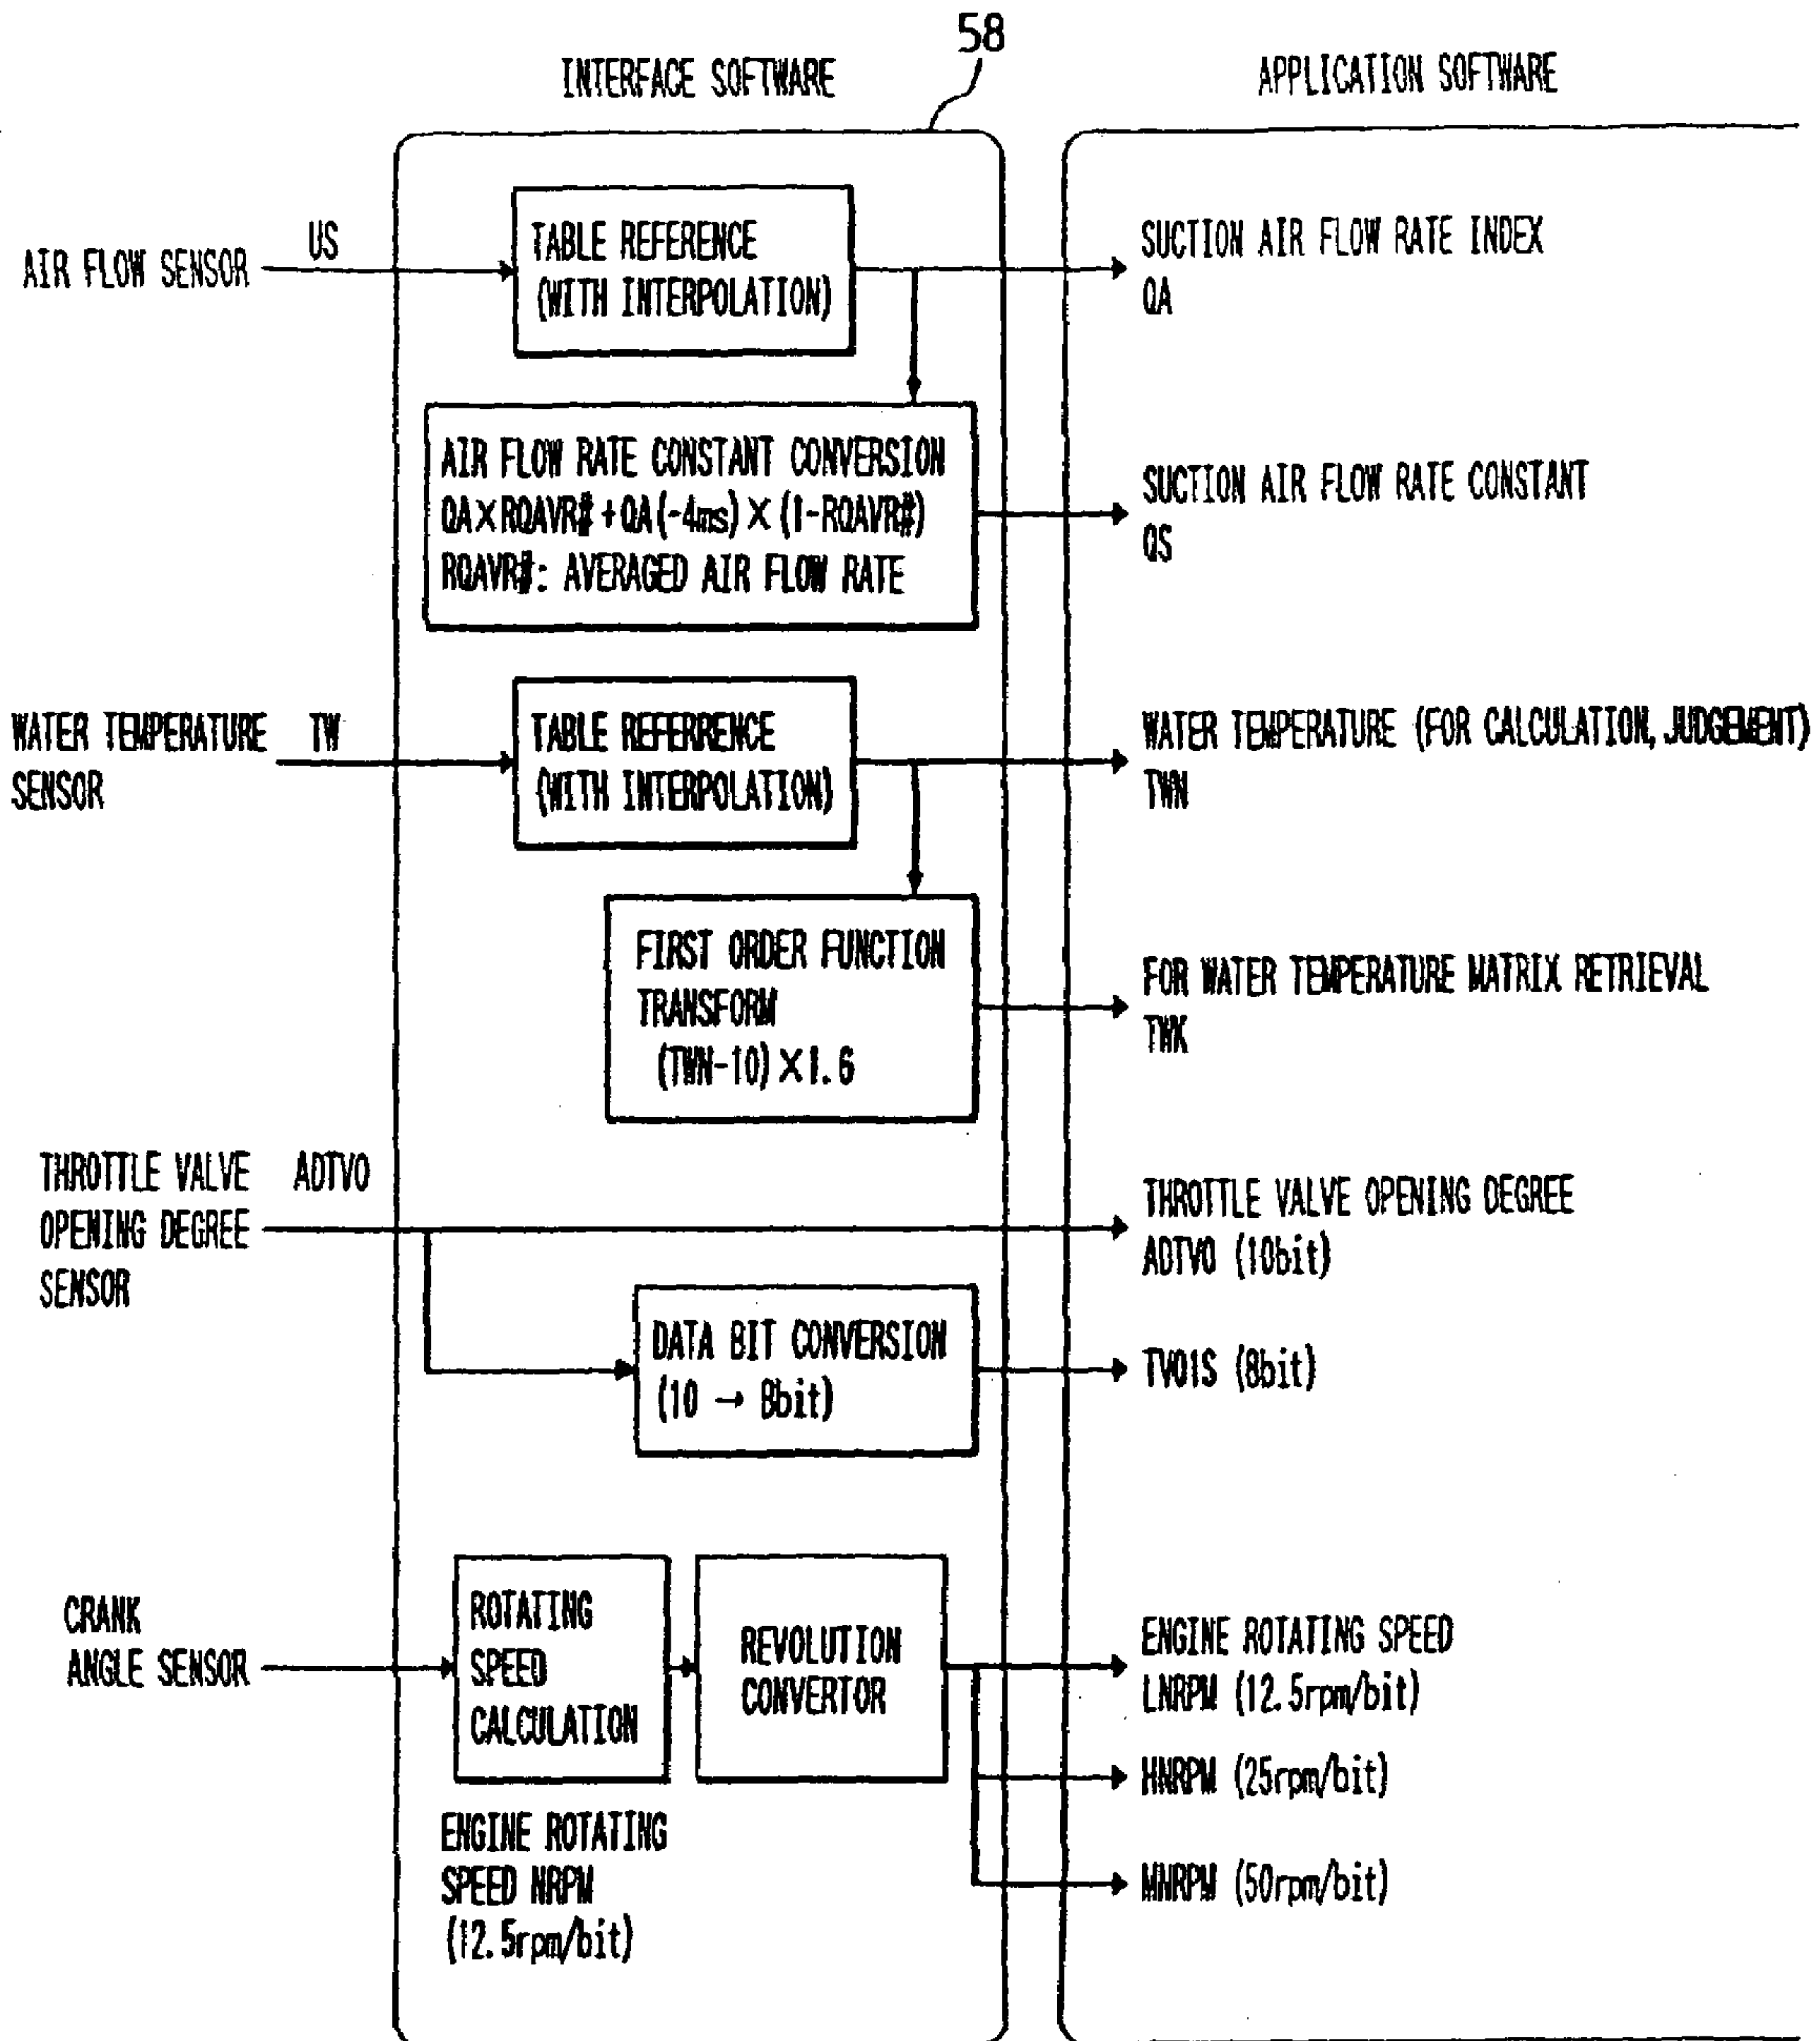 58
INTERFACE SOFTWARE
APPLICATION SOFTWARE
AIR FLOW SENSOR
US
TABLE REFERENCE
(WITH INTERPOLATION)
SUCTION AIR FLOW RATE INDEX
QA
AIR FLOW RATE CONSTANT CONVERSION
QA×RQAVR#+QA(-4ms)×(1-RQAVR#)
RQAVR#: AVERAGED AIR FLOW RATE
SUCTION AIR FLOW RATE CONSTANT
QS
WATER TEMPERATURE
SENSOR
TW
TABLE REFERRENCE
(WITH INTERPOLATION)
WATER TEMPERATURE (FOR CALCULATION, JUDGEMENT)
TWN
FIRST ORDER FUNCTION
TRANSFORM
(TWN-10)×1.6
FOR WATER TEMPERATURE MATRIX RETRIEVAL
TWK
THROTTLE VALVE
OPENING DEGREE
SENSOR
ADTVO
THROTTLE VALVE OPENING DEGREE
ADTVO (10bit)
DATA BIT CONVERSION
(10 → 8bit)
TVO1S (8bit)
CRANK
ANGLE SENSOR
ROTATING
SPEED
CALCULATION
REVOLUTION
CONVERTOR
ENGINE ROTATING SPEED
LNRPM (12.5rpm/bit)
HNRPM (25rpm/bit)
MNRPM (50rpm/bit)
ENGINE ROTATING
SPEED NRPM
(12.5rpm/bit)